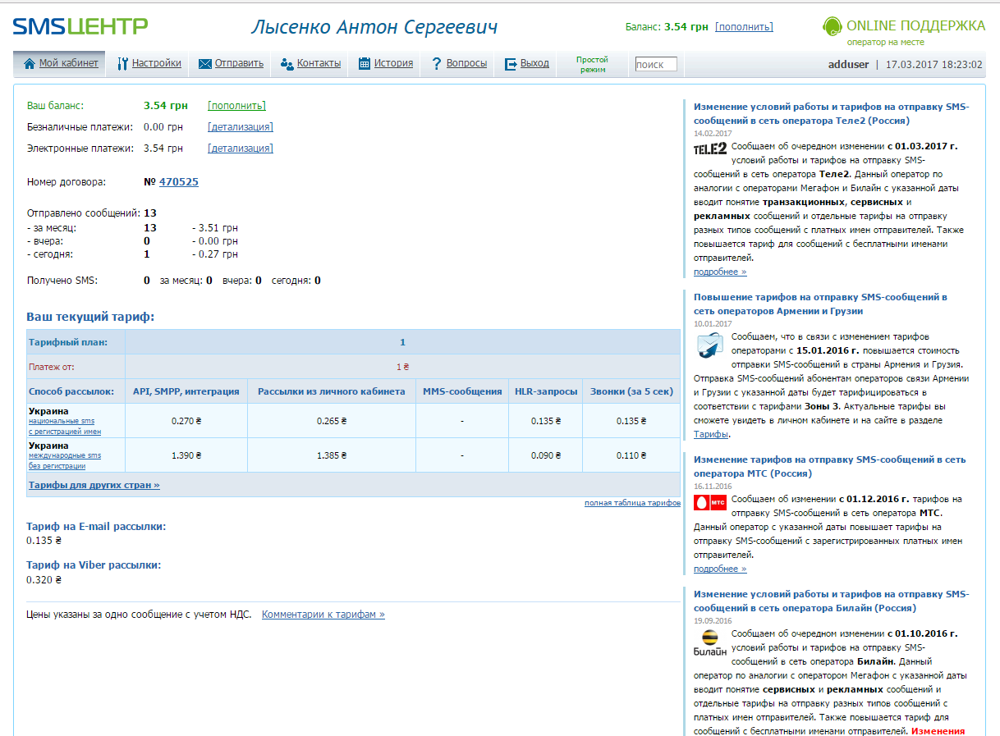 SMSЦЕНТР
Лысенко Антон Сергеевич
Баланс: 3.54 грн [пополнить]
ONLINE ПОДДЕРЖКА
оператор на месте
Мой кабинет Настройки Отправить Контакты История ? Вопросы Выход Простой режим поиск adduser | 17.03.2017 18:23:02
Ваш баланс: 3.54 грн [пополнить]
Безналичные платежи: 0.00 грн [детализация]
Электронные платежи: 3.54 грн [детализация]
Номер договора: № 470525
Отправлено сообщений: 13
- за месяц: 13 - 3.51 грн
- вчера: 0 - 0.00 грн
- сегодня: 1 - 0.27 грн
Получено SMS: 0 за месяц: 0 вчера: 0 сегодня: 0
Ваш текущий тариф:
Тарифный план: 1
Платеж от: 1 ₴
Способ рассылок: API, SMPP, интеграция Рассылки из личного кабинета MMS-сообщения HLR-запросы Звонки (за 5 сек)
Украина
национальные sms
с регистрацией имен
0.270 ₴ 0.265 ₴ - 0.135 ₴ 0.135 ₴
Украина
международные sms
без регистрации
1.390 ₴ 1.385 ₴ - 0.090 ₴ 0.110 ₴
Тарифы для других стран »
полная таблица тарифов
Тариф на E-mail рассылки:
0.135 ₴
Тариф на Viber рассылки:
0.320 ₴
Цены указаны за одно сообщение с учетом НДС. Комментарии к тарифам »
Изменение условий работы и тарифов на отправку SMS-
сообщений в сеть оператора Теле2 (Россия)
14.02.2017
TELE2
Сообщаем об очередном изменении с 01.03.2017 г.
условий работы и тарифов на отправку SMS-
сообщений в сеть оператора Теле2. Данный оператор по
аналогии с операторами Мегафон и Билайн с указанной даты
вводит понятие транзакционных, сервисных и
рекламных сообщений и отдельные тарифы на отправку
разных типов сообщений с платных имен отправителей. Также
повышается тариф для сообщений с бесплатными именами
отправителей.
подробнее »
Повышение тарифов на отправку SMS-сообщений в
сеть операторов Армении и Грузии
10.01.2017
Сообщаем, что в связи с изменением тарифов
операторами с 15.01.2016 г. повышается стоимость
отправки SMS-сообщений в страны Армения и Грузия.
Отправка SMS-сообщений абонентам операторов связи Армении
и Грузии с указанной даты будет тарифицироваться в
соответствии с тарифами Зоны 3. Актуальные тарифы вы
сможете увидеть в личном кабинете и на сайте в разделе
Тарифы.
Изменение тарифов на отправку SMS-сообщений в сеть
оператора МТС (Россия)
16.11.2016
МТС
Сообщаем об изменении с 01.12.2016 г. тарифов на
отправку SMS-сообщений в сеть оператора МТС.
Данный оператор с указанной даты повышает тарифы на
отправку SMS-сообщений с зарегистрированных платных имен
отправителей.
подробнее »
Изменение условий работы и тарифов на отправку SMS-
сообщений в сеть оператора Билайн (Россия)
19.09.2016
Билайн
Сообщаем об очередном изменении с 01.10.2016 г.
условий работы и тарифов на отправку SMS-
сообщений в сеть оператора Билайн. Данный
оператор по аналогии с оператором Мегафон с указанной даты
вводит понятие сервисных и рекламных сообщений и
отдельные тарифы на отправку разных типов сообщений с
платных имен отправителей. Также повышается тариф для
сообщений с бесплатными именами отправителей. Изменения